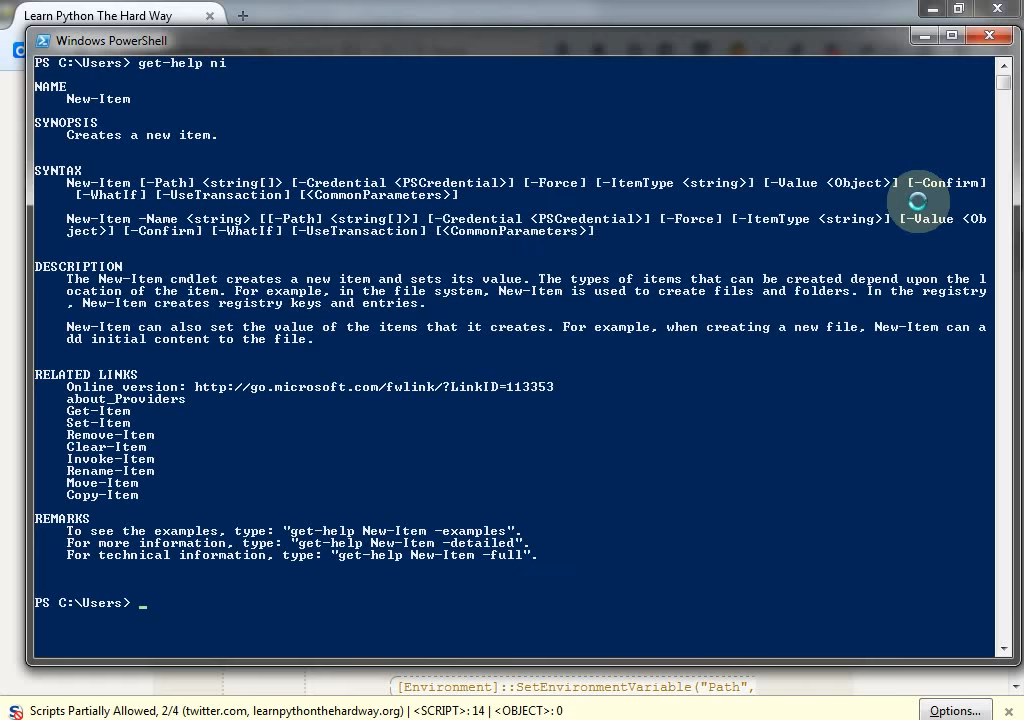 Learn Python The Hard Way
Windows PowerShell
PS C:\Users> get-help ni
NAME
New-Item
SYNOPSIS
Creates a new item.
SYNTAX
New-Item [-Path] <string[]> [-Credential <PSCredential>] [-Force] [-ItemType <string>] [-Value <Object>] [-Confirm]
[-WhatIf] [-UseTransaction] [<CommonParameters>]
New-Item -Name <string> [[-Path] <string[]>] [-Credential <PSCredential>] [-Force] [-ItemType <string>] [-Value <Ob
ject>] [-Confirm] [-WhatIf] [-UseTransaction] [<CommonParameters>]
DESCRIPTION
The New-Item cmdlet creates a new item and sets its value. The types of items that can be created depend upon the l
ocation of the item. For example, in the file system, New-Item is used to create files and folders. In the registry
, New-Item creates registry keys and entries.
New-Item can also set the value of the items that it creates. For example, when creating a new file, New-Item can a
dd initial content to the file.
RELATED LINKS
Online version: http://go.microsoft.com/fwlink/?LinkID=113353
about_Providers
Get-Item
Set-Item
Remove-Item
Clear-Item
Invoke-Item
Rename-Item
Move-Item
Copy-Item
REMARKS
To see the examples, type: "get-help New-Item -examples".
For more information, type: "get-help New-Item -detailed".
For technical information, type: "get-help New-Item -full".
PS C:\Users> _
[Environment]::SetEnvironmentVariable("Path",
Scripts Partially Allowed, 2/4 (twitter.com, learnpythonthehardway.org) | <SCRIPT>: 14 | <OBJECT>: 0
Options...